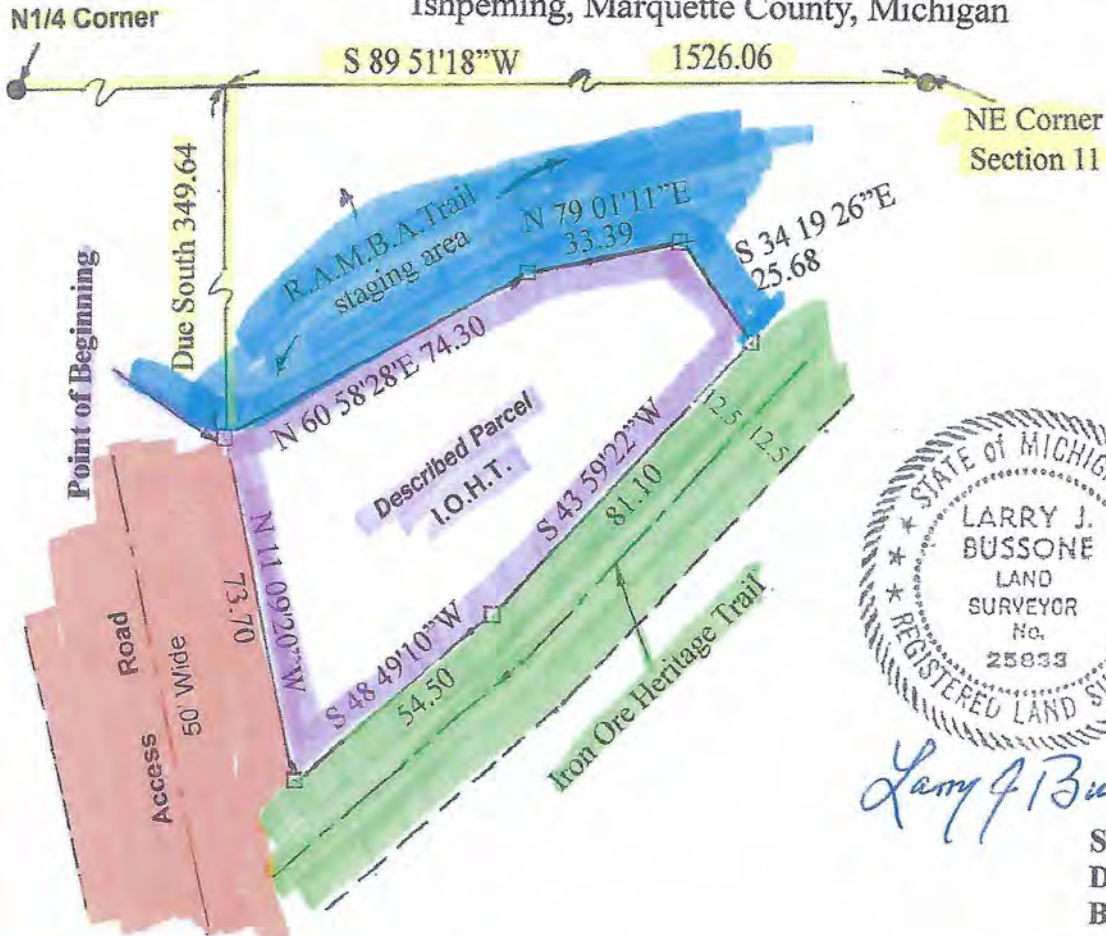 Ishpeming, Marquette County, Michigan
N1/4 Corner
S 89 51'18"W 1526.06
NE Corner
Section 11
Due South 349.64
Point of Beginning
R.A.M.B.A. Trail
staging area
N 79 01'11"E
33.39
S 34 19 26"E
25.68
N 60 58'28'E 74.30
Described Parcel
I.O.H.T.
S 43 59'22"W
81.10
12.5 12.5
N 11 09'20"W
73.70
S 48 49'10"W
54.50
Iron Ore Heritage Trail
Access Road
50' Wide
STATE of MICHIG
LARRY J.
BUSSONE
LAND
SURVEYOR
No.
25833
REGISTERED LAND SU
Larry J Bu
S
D
B